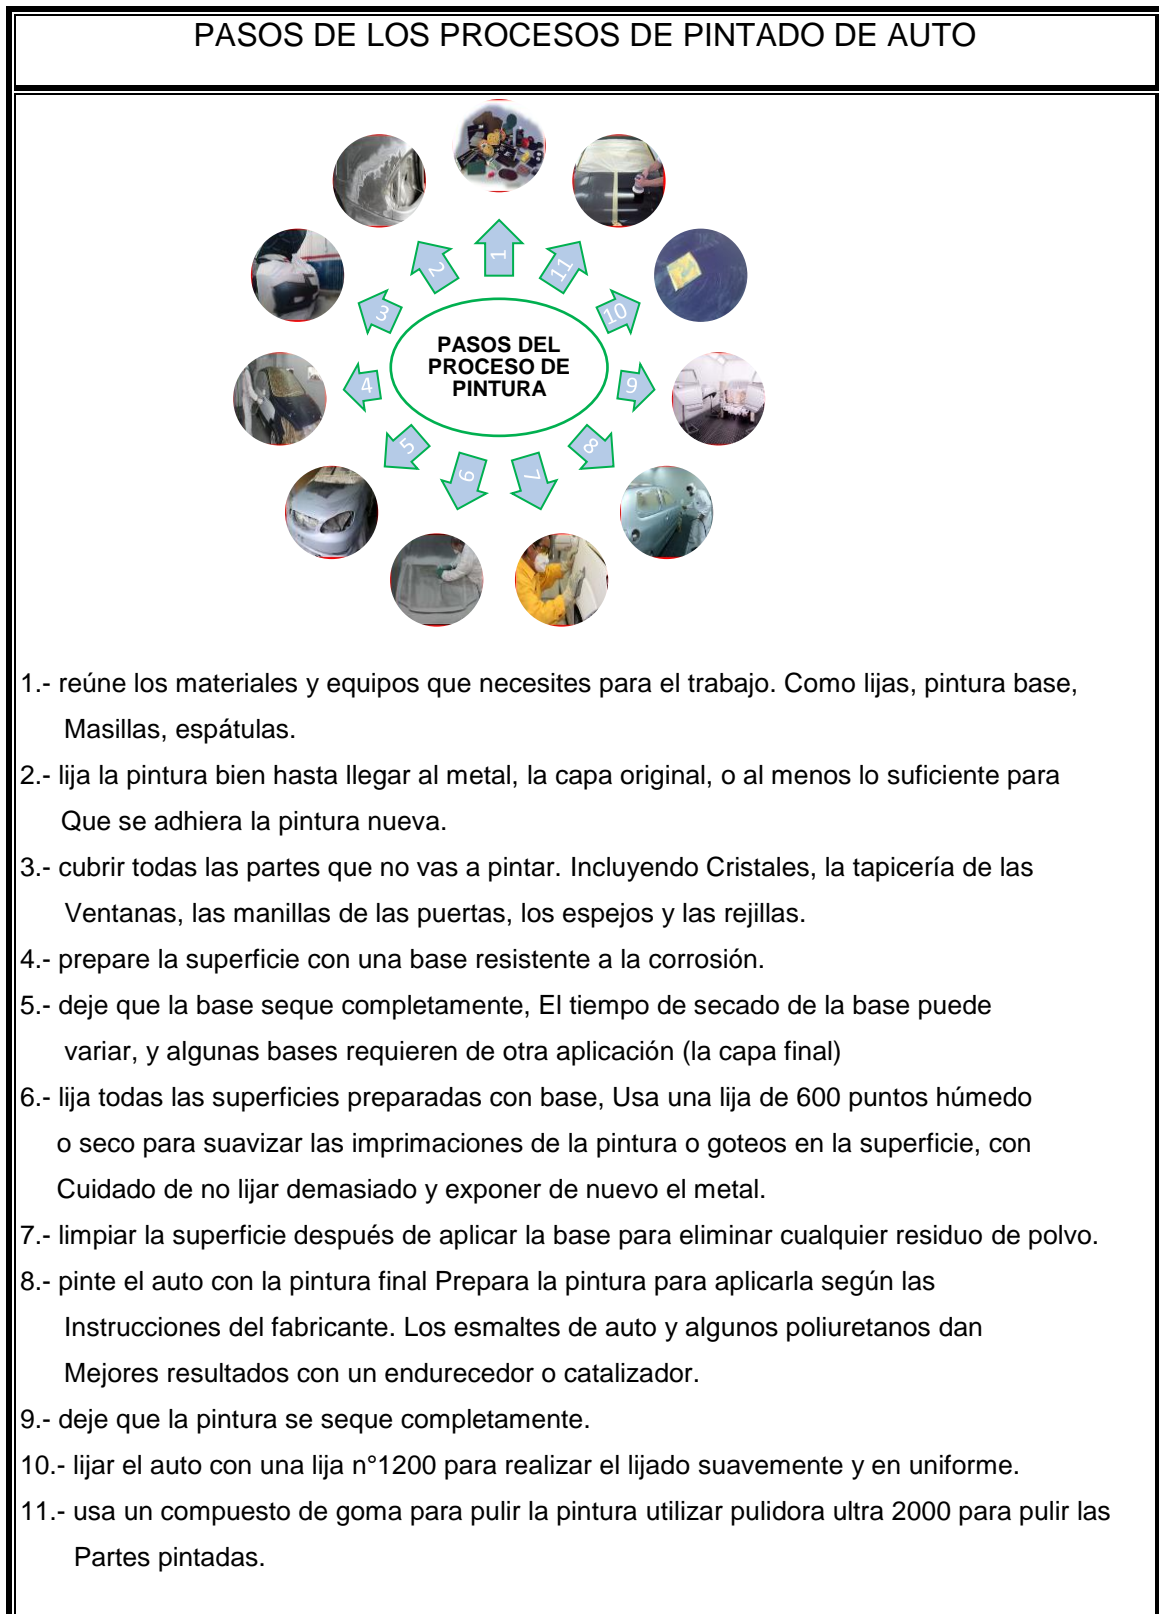 PASOS DE LOS PROCESOS DE PINTADO DE AUTO
1
2
3
4
5
6
7
8
9
10
11
PASOS DEL
PROCESO DE
PINTURA
1.- reúne los materiales y equipos que necesites para el trabajo. Como lijas, pintura base,
Masillas, espátulas.
2.- lija la pintura bien hasta llegar al metal, la capa original, o al menos lo suficiente para
Que se adhiera la pintura nueva.
3.- cubrir todas las partes que no vas a pintar. Incluyendo Cristales, la tapicería de las
Ventanas, las manillas de las puertas, los espejos y las rejillas.
4.- prepare la superficie con una base resistente a la corrosión.
5.- deje que la base seque completamente, El tiempo de secado de la base puede
variar, y algunas bases requieren de otra aplicación (la capa final)
6.- lija todas las superficies preparadas con base, Usa una lija de 600 puntos húmedo
o seco para suavizar las imprimaciones de la pintura o goteos en la superficie, con
Cuidado de no lijar demasiado y exponer de nuevo el metal.
7.- limpiar la superficie después de aplicar la base para eliminar cualquier residuo de polvo.
8.- pinte el auto con la pintura final Prepara la pintura para aplicarla según las
Instrucciones del fabricante. Los esmaltes de auto y algunos poliuretanos dan
Mejores resultados con un endurecedor o catalizador.
9.- deje que la pintura se seque completamente.
10.- lijar el auto con una lija n°1200 para realizar el lijado suavemente y en uniforme.
11.- usa un compuesto de goma para pulir la pintura utilizar pulidora ultra 2000 para pulir las
Partes pintadas.